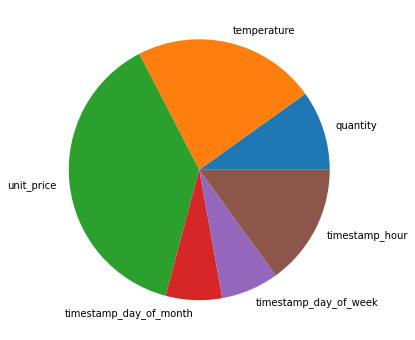 temperature
quantity
unit_price
timestamp_hour
timestamp_day_of_week
timestamp_day_of_month